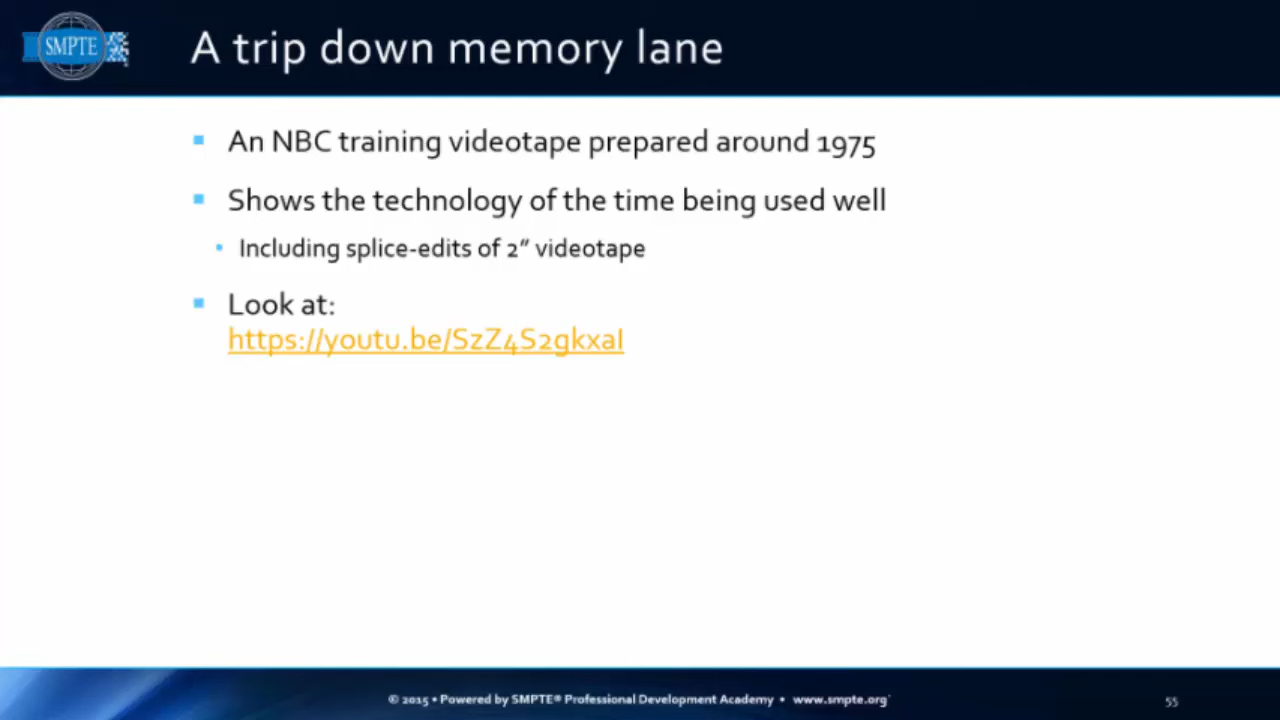 SMPTE
A trip down memory lane
An NBC training videotape prepared around 1975
Shows the technology of the time being used well
Including splice-edits of 2” videotape
Look at:
https://youtu.be/SzZ4S2gkxaI
© 2015 • Powered by SMPTE® Professional Development Academy • www.smpte.org
55